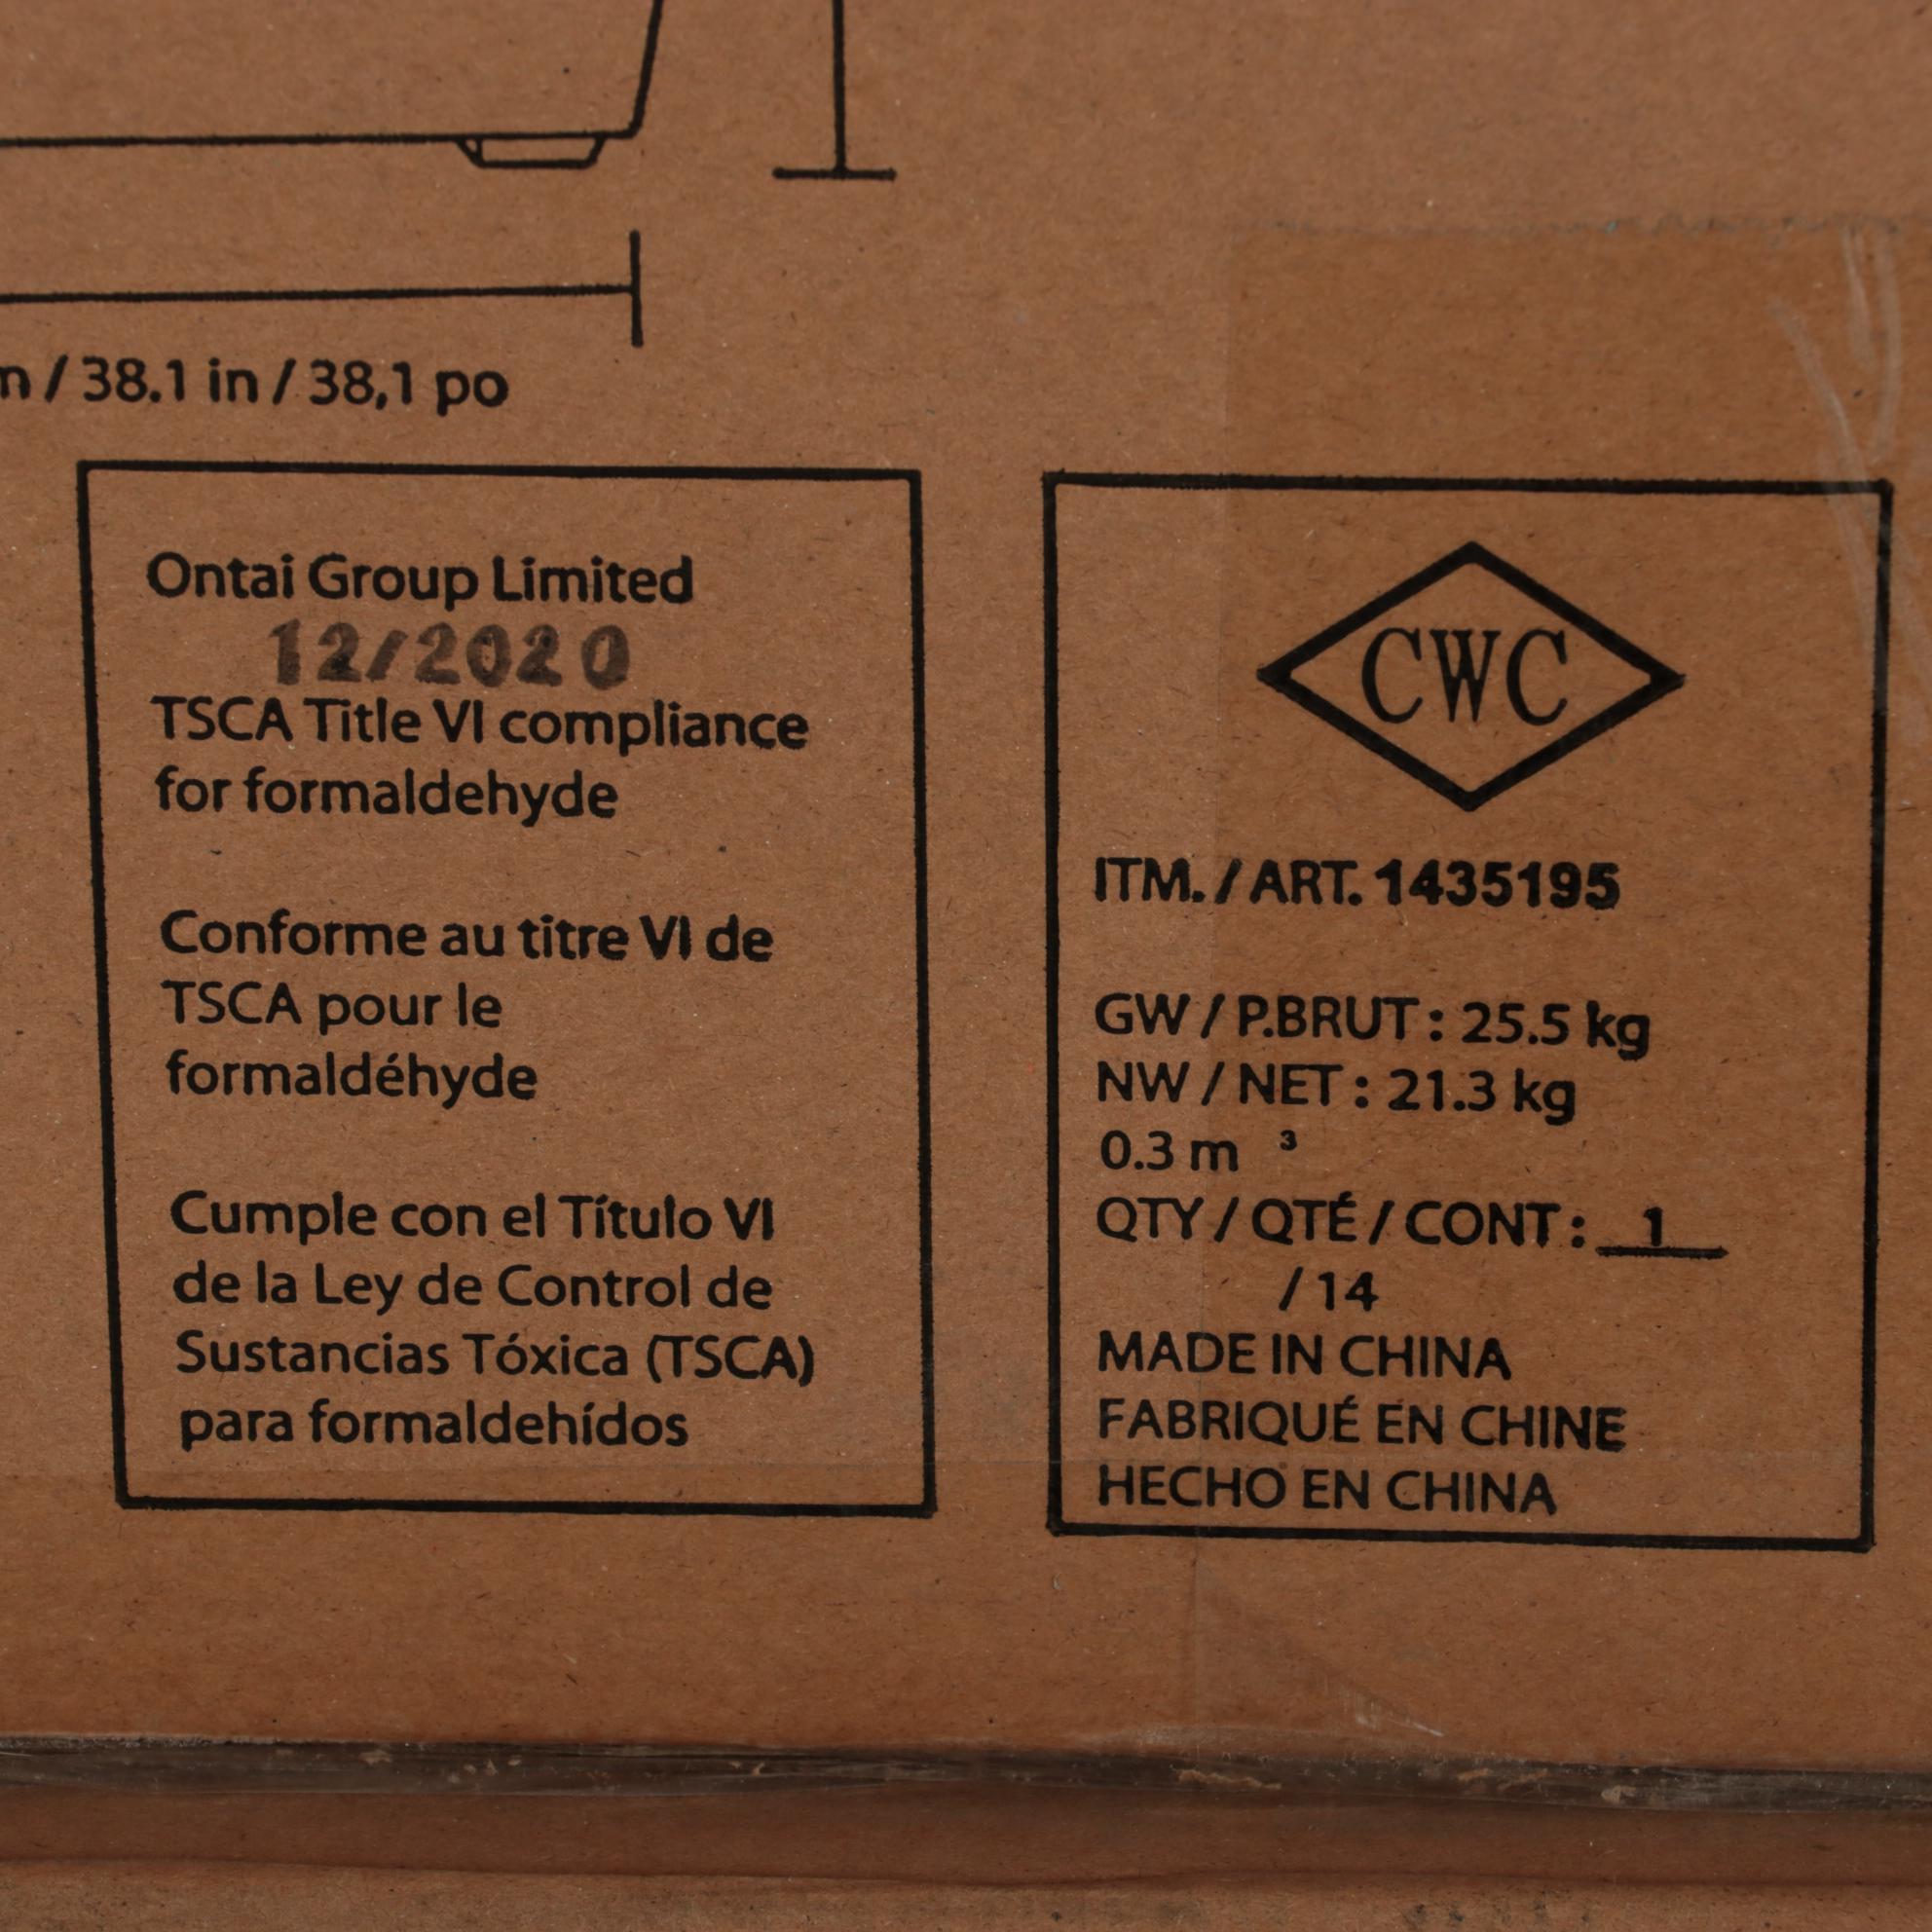 / 38.1 in / 38,1 po
Ontai Group Limited
12/2020
TSCA Title VI compliance
for formaldehyde
Conforme au titre VI de
TSCA pour le
formaldéhyde
Cumple con el Título VI
de la Ley de Control de
Sustancias Tóxica (TSCA)
para formaldehídos
CWC
ITM. / ART. 1435195
GW / P.BRUT : 25.5 kg
NW / NET : 21.3 kg
0.3 m ³
QTY / QTÉ / CONT : 1
/ 14
MADE IN CHINA
FABRIQUÉ EN CHINE
HECHO EN CHINA